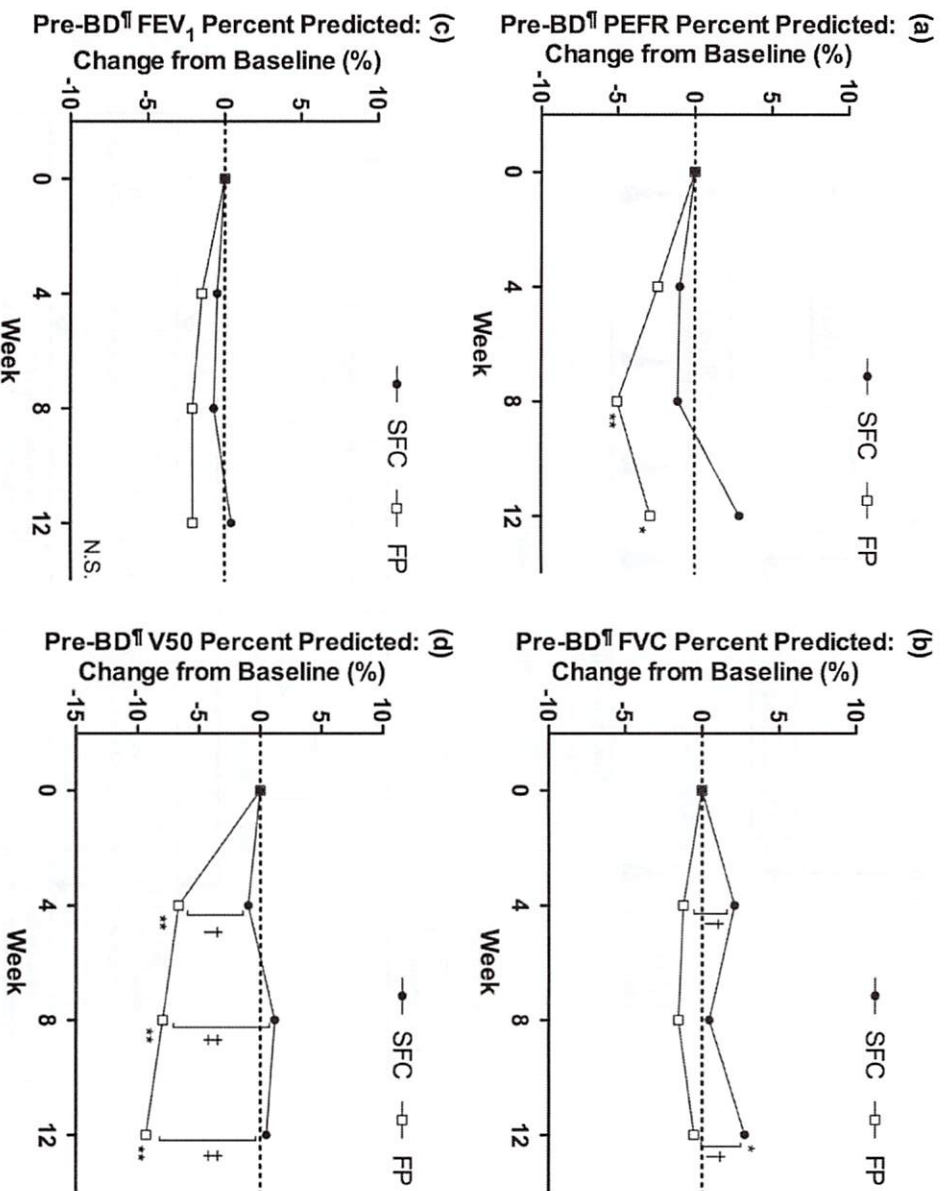 (a)
Pre-BD¶ PEFR Percent Predicted:
Change from Baseline (%)
10
5
0
-5
-10
SFC
FP
**
*
0 4 8 12
Week
(b)
Pre-BD¶ FVC Percent Predicted:
Change from Baseline (%)
10
5
0
-5
-10
SFC
FP
*
†
†
0 4 8 12
Week
(c)
Pre-BD¶ FEV1 Percent Predicted:
Change from Baseline (%)
10
5
0
-5
-10
SFC
FP
N.S.
0 4 8 12
Week
(d)
Pre-BD¶ V50 Percent Predicted:
Change from Baseline (%)
10
5
0
-5
-10
-15
SFC
FP
†
‡
‡
**
**
**
0 4 8 12
Week